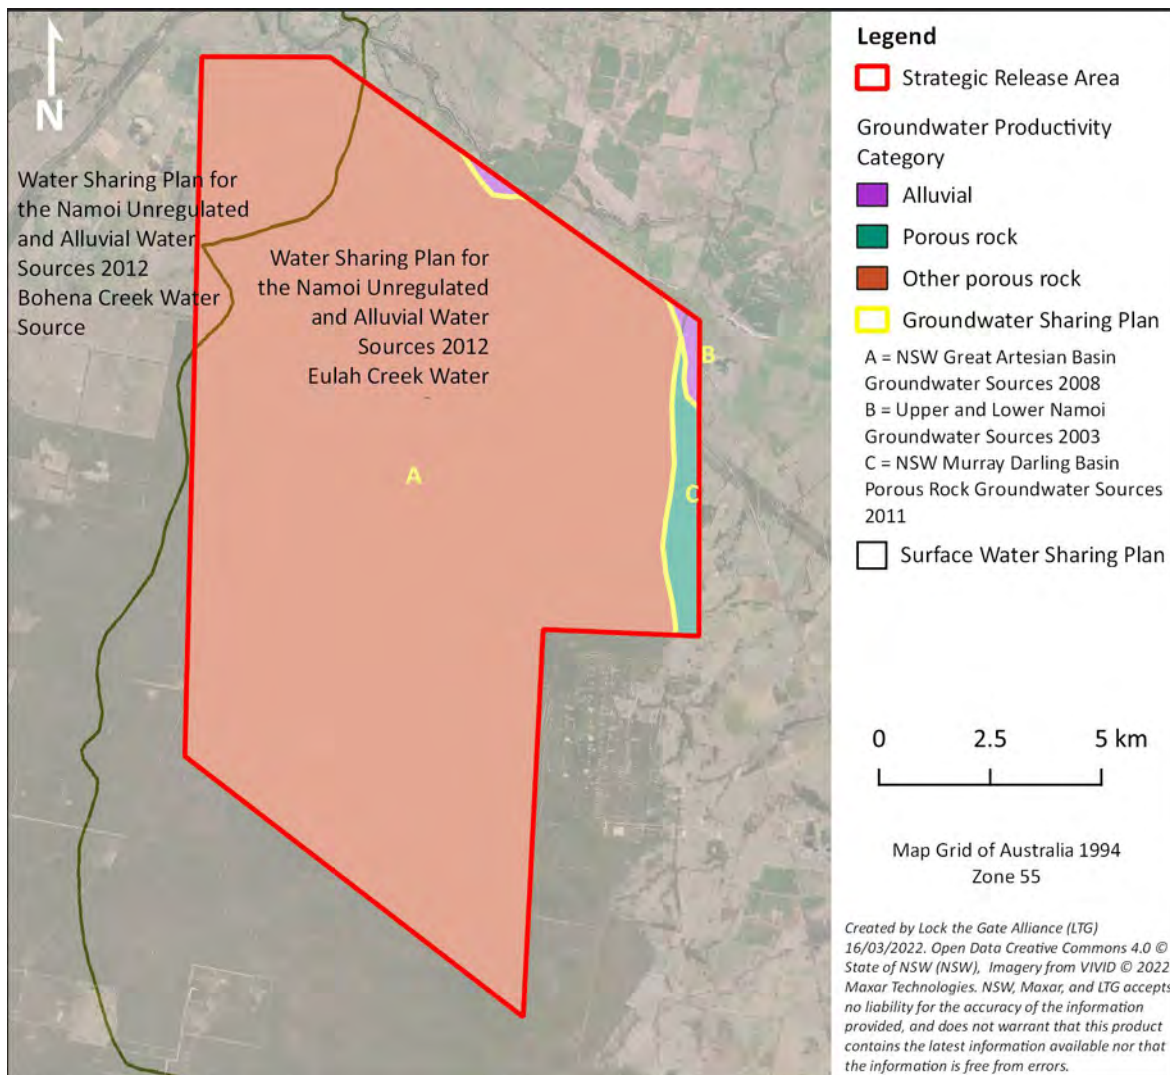 N
Water Sharing Plan for
the Namoi Unregulated
and Alluvial Water
Sources 2012
Bohena Creek Water
Source
Water Sharing Plan for
the Namoi Unregulated
and Alluvial Water
Sources 2012
Eulah Creek Water
A
B
C
Legend
Strategic Release Area
Groundwater Productivity
Category
Alluvial
Porous rock
Other porous rock
Groundwater Sharing Plan
A = NSW Great Artesian Basin
Groundwater Sources 2008
B = Upper and Lower Namoi
Groundwater Sources 2003
C = NSW Murray Darling Basin
Porous Rock Groundwater Sources
2011
Surface Water Sharing Plan
0 2.5 5 km
Map Grid of Australia 1994
Zone 55
Created by Lock the Gate Alliance (LTG)
16/03/2022. Open Data Creative Commons 4.0 ©
State of NSW (NSW), Imagery from VIVID © 2022
Maxar Technologies. NSW, Maxar, and LTG accepts
no liability for the accuracy of the information
provided, and does not warrant that this product
contains the latest information available nor that
the information is free from errors.